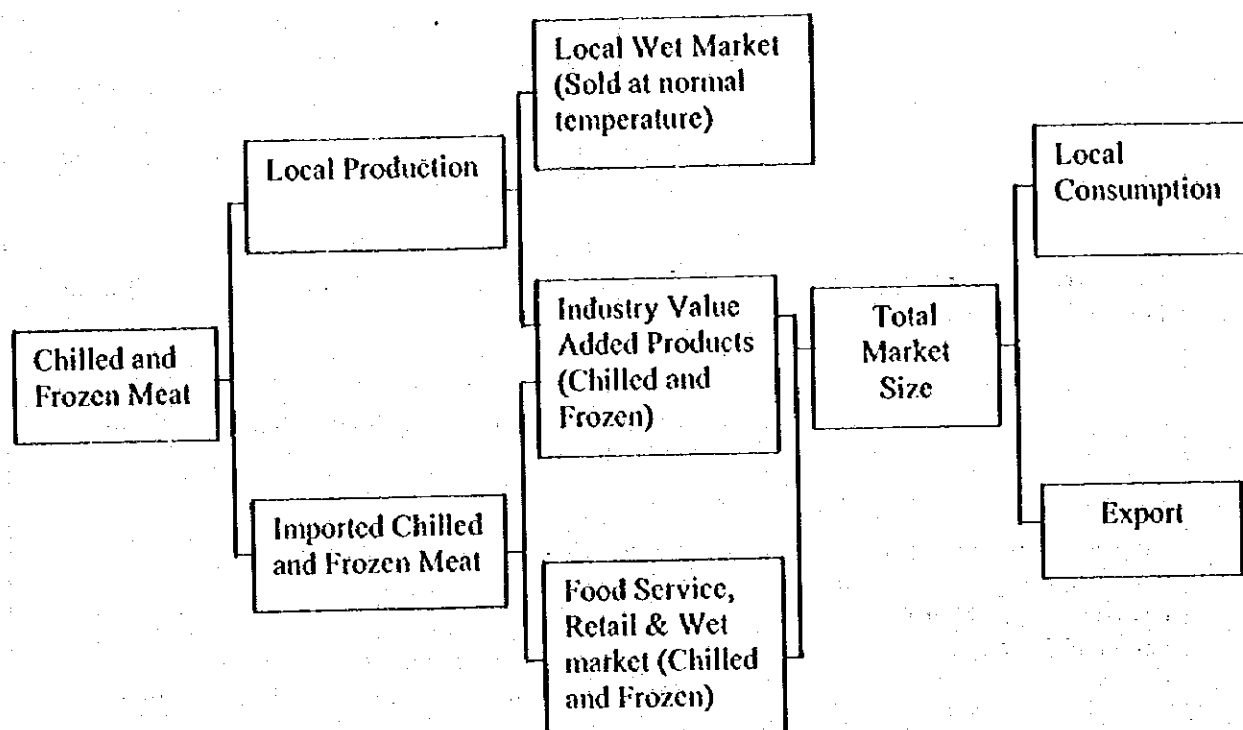 Local Wet Market
(Sold at normal
temperature)
Local Production
Local
Consumption
Industry Value
Added Products
(Chilled and
Frozen)
Total
Market
Size
Chilled and
Frozen Meat
Imported Chilled
and Frozen Meat
Export
Food Service,
Retail & Wet
market (Chilled
and Frozen)